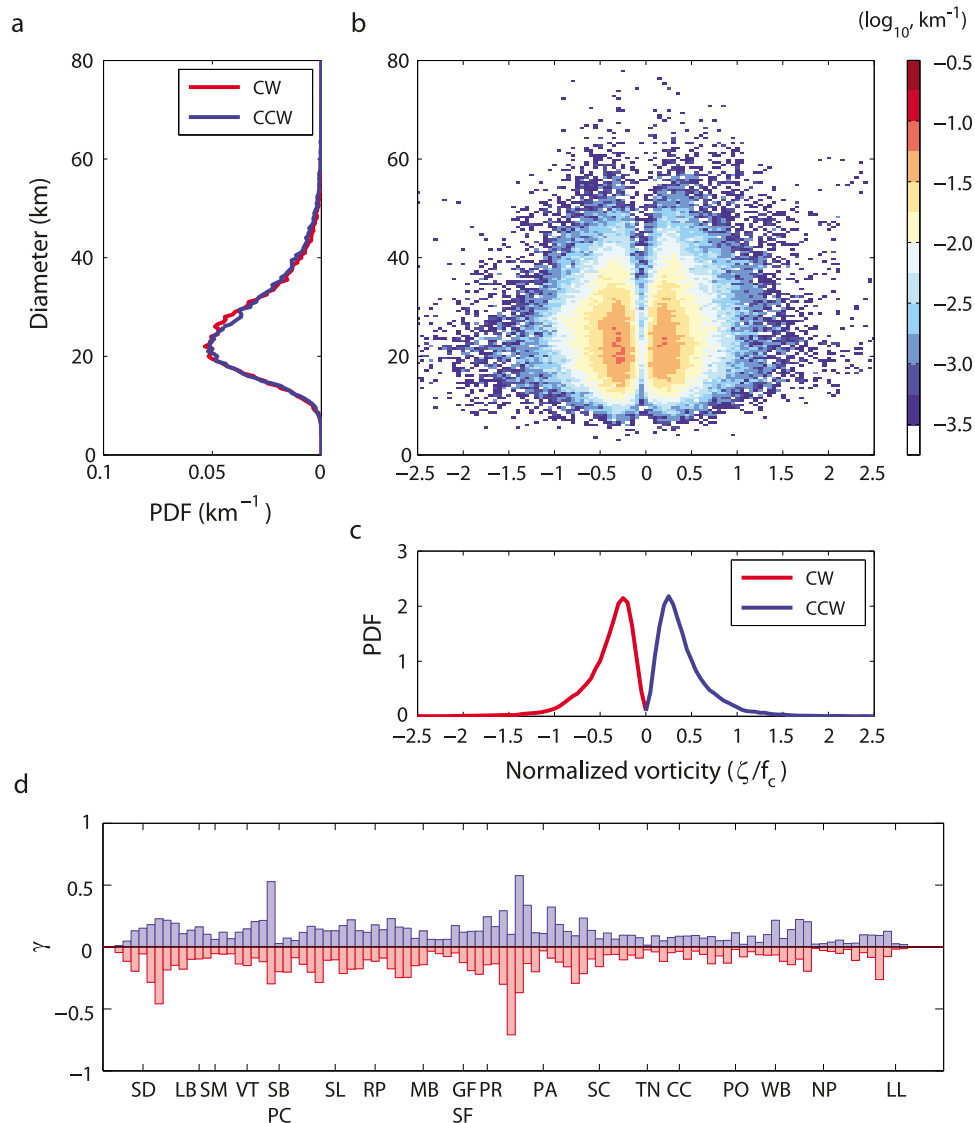 a
b
(log10, km−1)
80
60
40
20
0
Diameter (km)
CW
CCW
0.1
0.05
0
PDF (km−1)
−2.5
−2
−1.5
−1
−0.5
0
0.5
1
1.5
2
2.5
−0.5
−1.0
−1.5
−2.0
−2.5
−3.0
−3.5
c
3
2
1
0
PDF
CW
CCW
−2.5
−2
−1.5
−1
−0.5
0
0.5
1
1.5
2
2.5
Normalized vorticity (ζ/fc)
d
1
0.5
0
−0.5
−1
γ
SD
LB
SM
VT
SB
PC
SL
RP
MB
GF
SF
PR
PA
SC
TN
CC
PO
WB
NP
LL